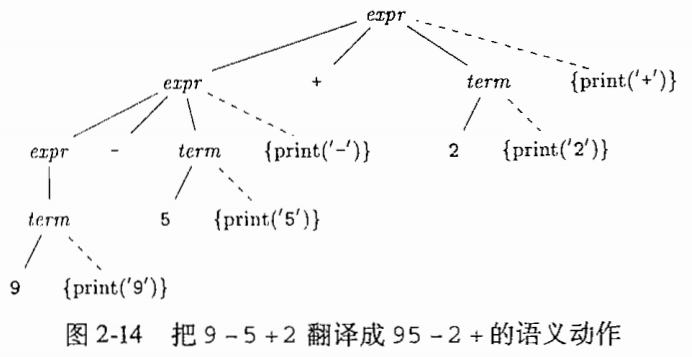 expr
expr + term {print('+')}
expr - term {print('-')} 2 {print('2')}
term 5 {print('5')}
9 {print('9')}
图 2-14 把 9 - 5 + 2 翻译成 95 - 2 + 的语义动作